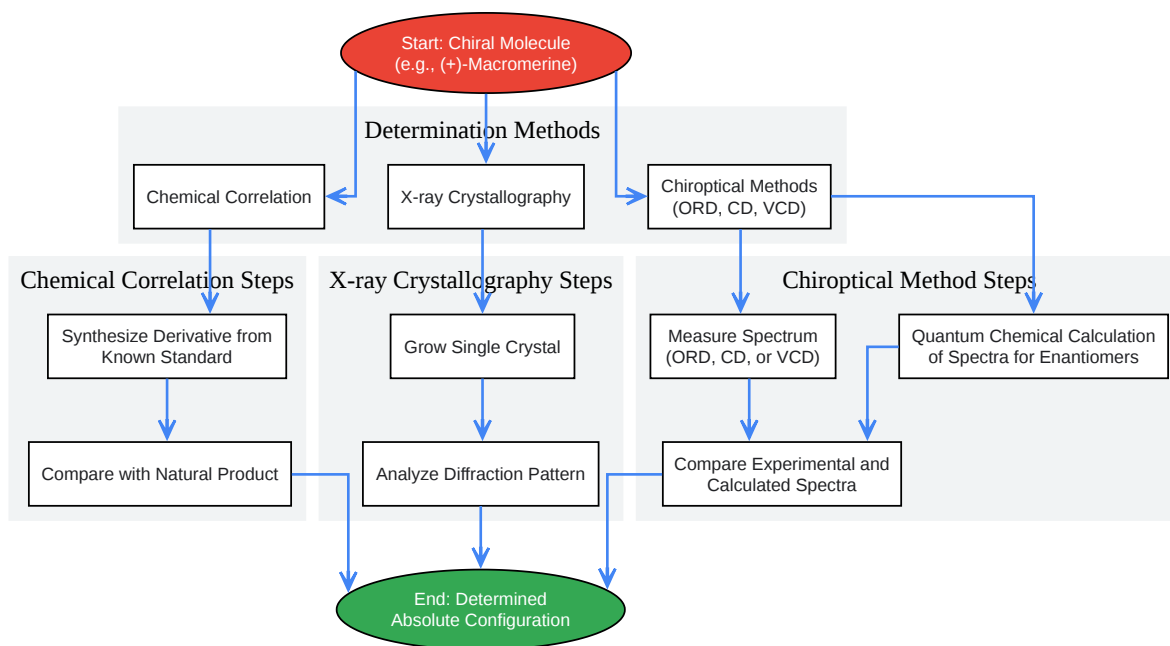 Start: Chiral Molecule
(e.g., (+)-Macromerine)
Determination Methods
Chemical Correlation
X-ray Crystallography
Chiroptical Methods
(ORD, CD, VCD)
Chemical Correlation Steps
X-ray Crystallography Steps
Chiroptical Method Steps
Synthesize Derivative from
Known Standard
Grow Single Crystal
Measure Spectrum
(ORD, CD, or VCD)
Quantum Chemical Calculation
of Spectra for Enantiomers
Compare with Natural Product
Analyze Diffraction Pattern
Compare Experimental and
Calculated Spectra
End: Determined
Absolute Configuration